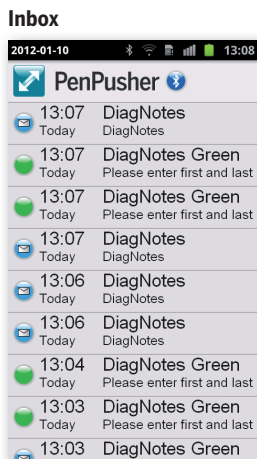 Inbox
2012-01-10 13:08
PenPusher
13:07 DiagNotes
Today DiagNotes
13:07 DiagNotes Green
Today Please enter first and last
13:07 DiagNotes Green
Today Please enter first and last
13:07 DiagNotes
Today DiagNotes
13:06 DiagNotes
Today DiagNotes
13:06 DiagNotes
Today DiagNotes
13:04 DiagNotes Green
Today Please enter first and last
13:03 DiagNotes Green
Today Please enter first and last
13:03 DiagNotes Green